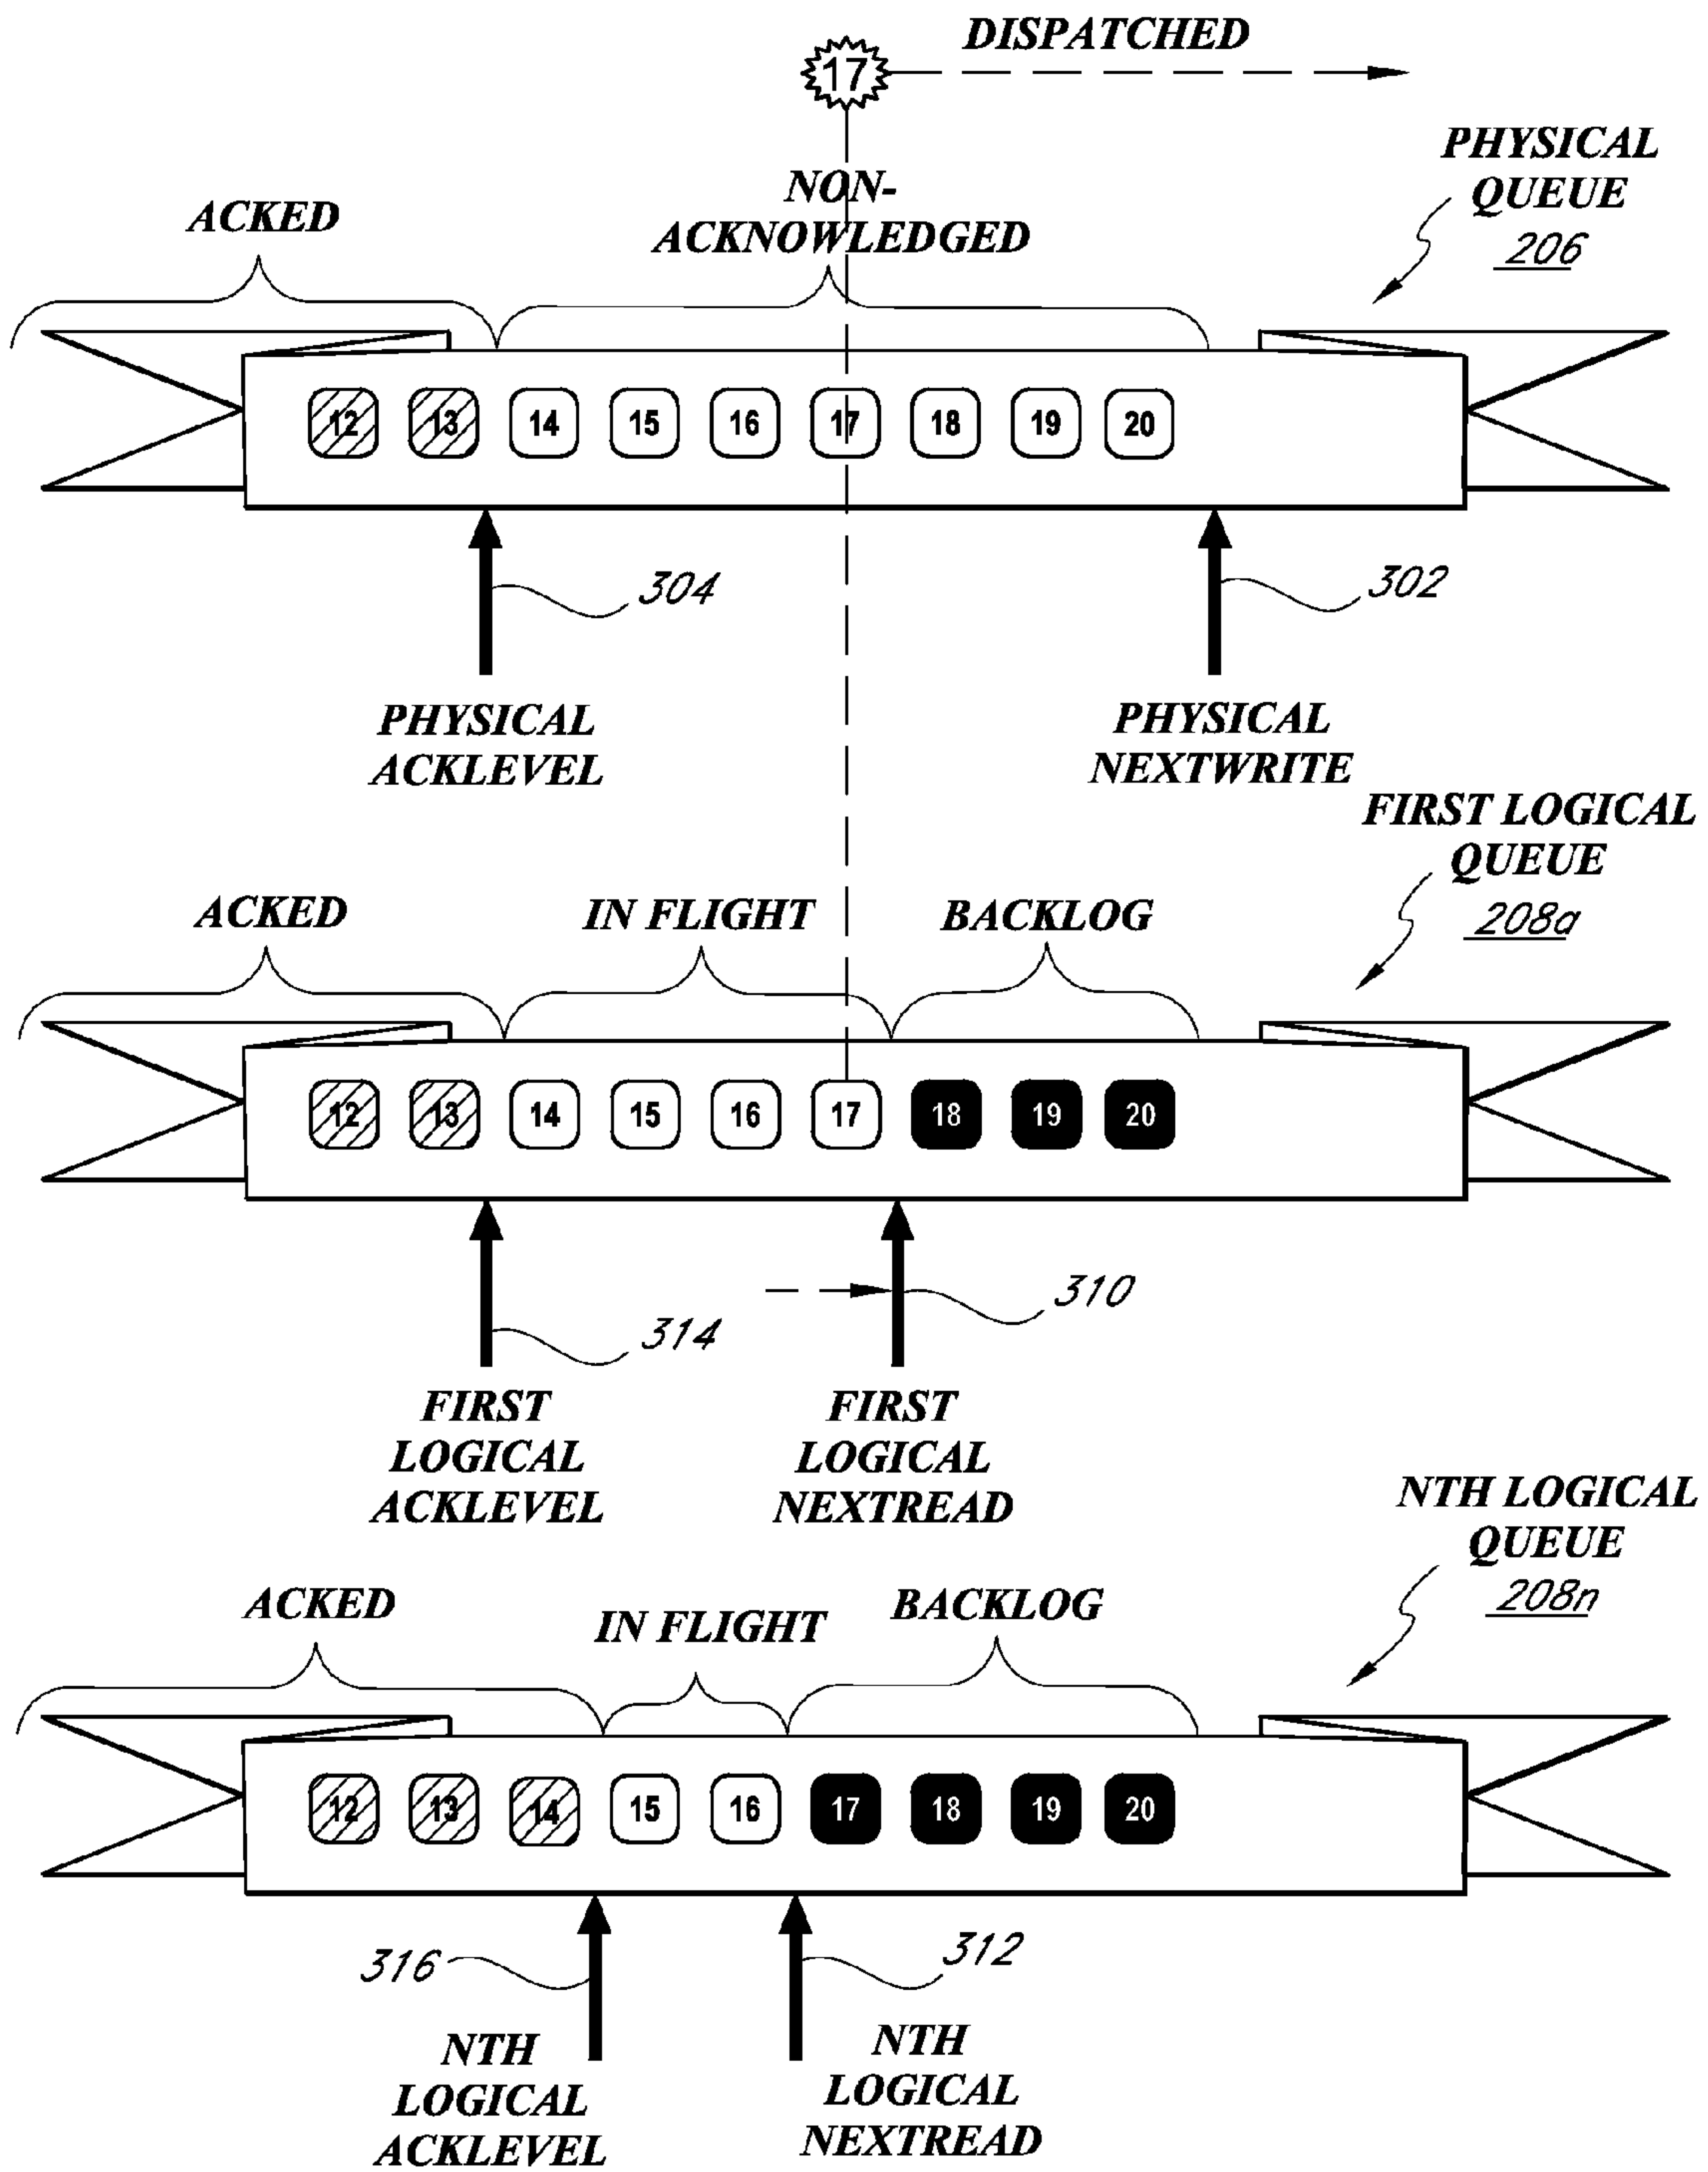 DISPATCHED
17
PHYSICAL
QUEUE
206
NON-
ACKNOWLEDGED
ACKED
12 13 14 15 16 17 18 19 20
304
302
PHYSICAL
ACKLEVEL
PHYSICAL
NEXTWRITE
FIRST LOGICAL
QUEUE
208a
ACKED
IN FLIGHT
BACKLOG
12 13 14 15 16 17 18 19 20
310
314
FIRST
LOGICAL
ACKLEVEL
FIRST
LOGICAL
NEXTREAD
NTH LOGICAL
QUEUE
208n
ACKED
IN FLIGHT
BACKLOG
12 13 14 15 16 17 18 19 20
316
312
NTH
LOGICAL
ACKLEVEL
NTH
LOGICAL
NEXTREAD